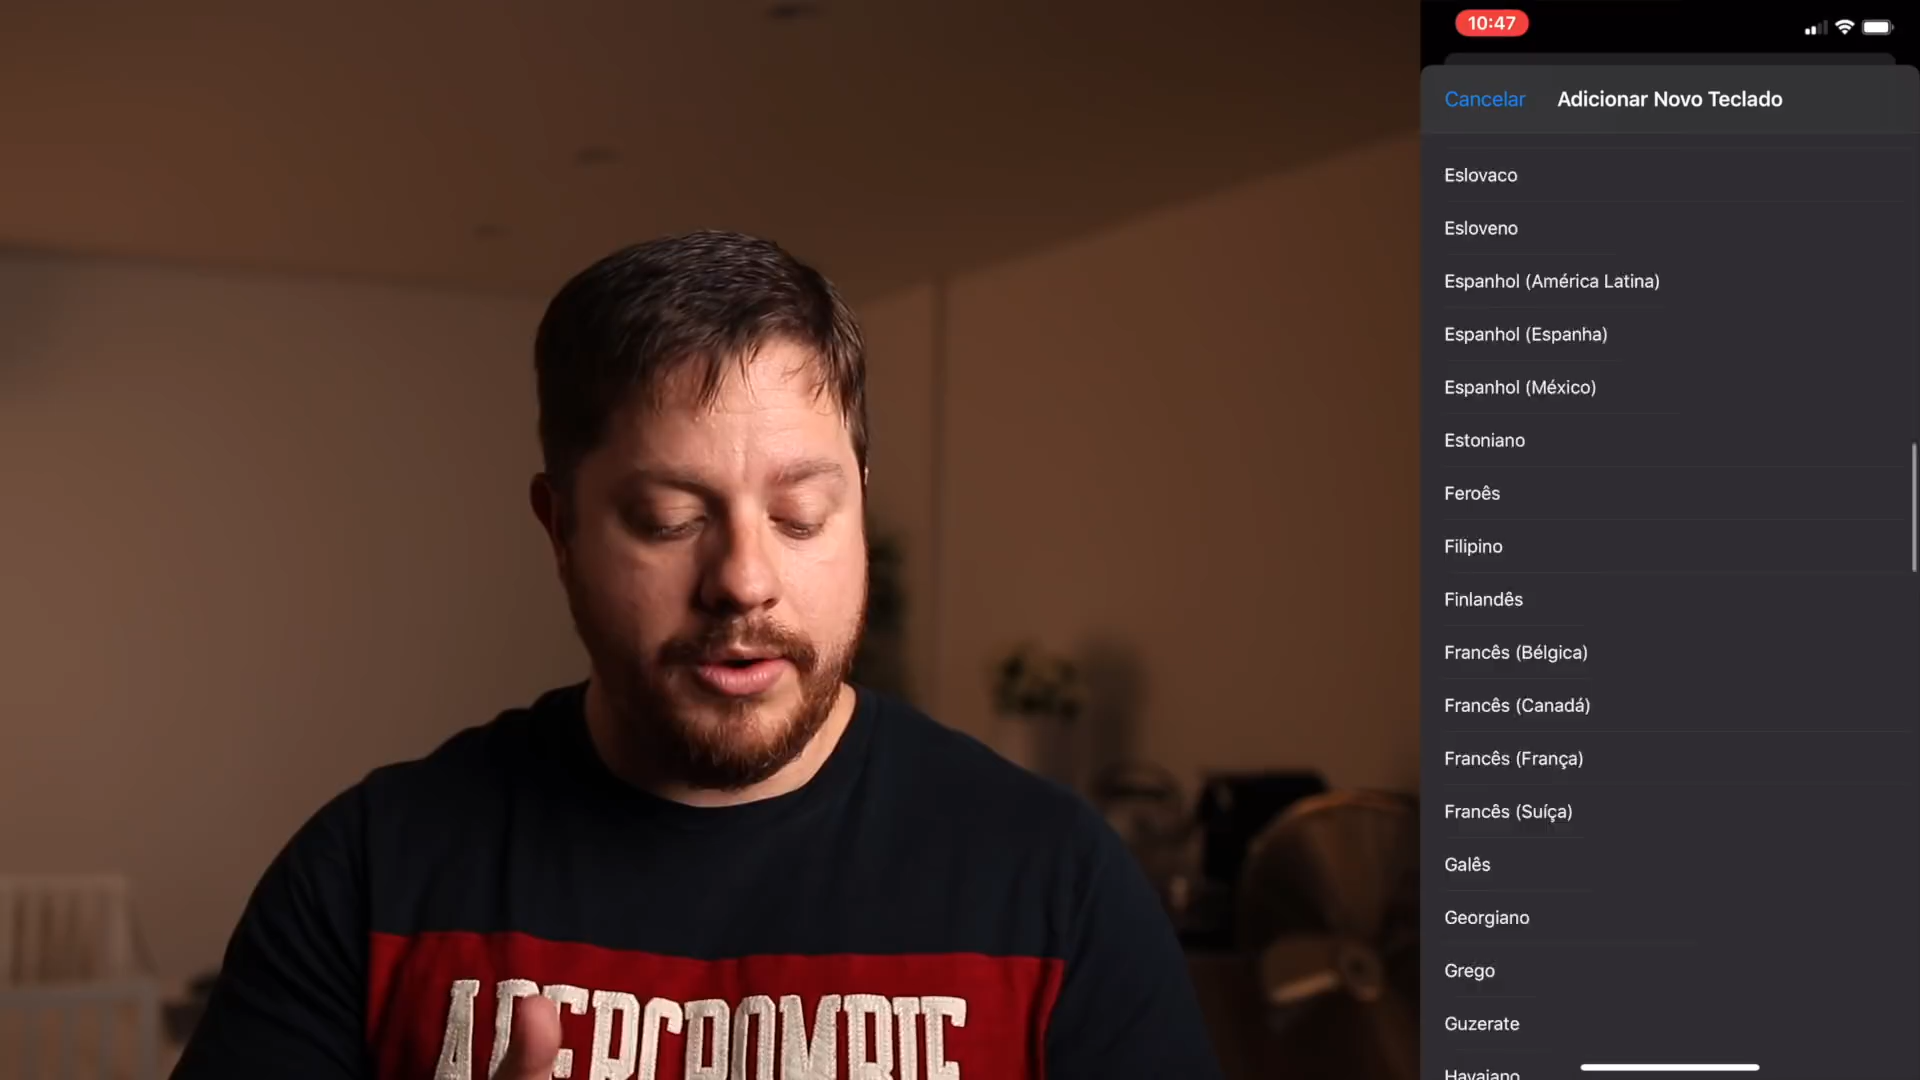 10:47
Cancelar Adicionar Novo Teclado
Eslovaco
Esloveno
Espanhol (América Latina)
Espanhol (Espanha)
Espanhol (México)
Estoniano
Feroês
Filipino
Finlandês
Francês (Bélgica)
Francês (Canadá)
Francês (França)
Francês (Suíça)
Galês
Georgiano
Grego
Guzerate
Havaiano
ABERCROMBIE